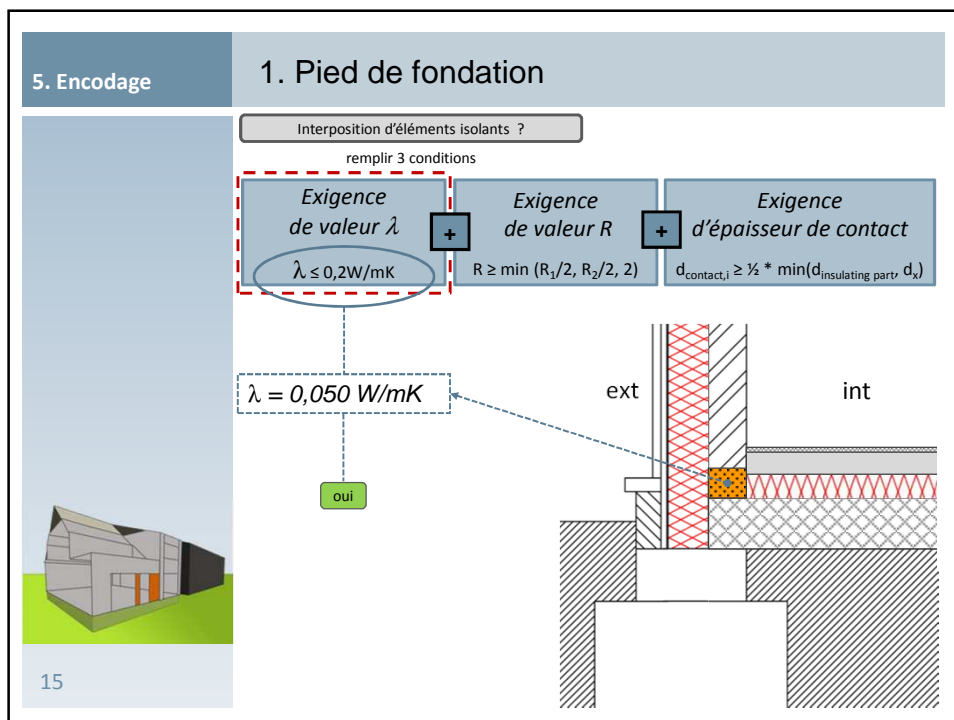 5. Encodage
1. Pied de fondation
Interposition d'éléments isolants ?
remplir 3 conditions
Exigence
de valeur λ
λ ≤ 0,2W/mK
+
Exigence
de valeur R
R ≥ min (R1/2, R2/2, 2)
+
Exigence
d'épaisseur de contact
dcontact,i ≥ ½ * min(dinsulating part, dx)
λ = 0,050 W/mK
ext
int
oui
15